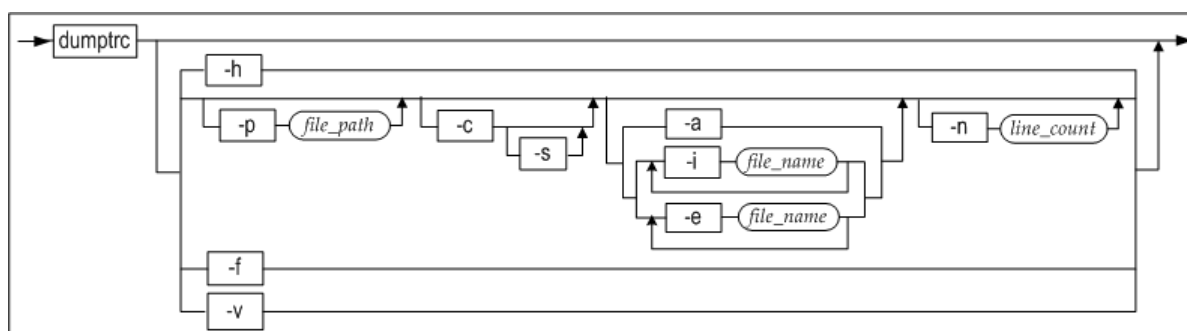 dumptrc
-h
-p file_path -c -s -a -n line_count
-i file_name
-e file_name
-f
-v